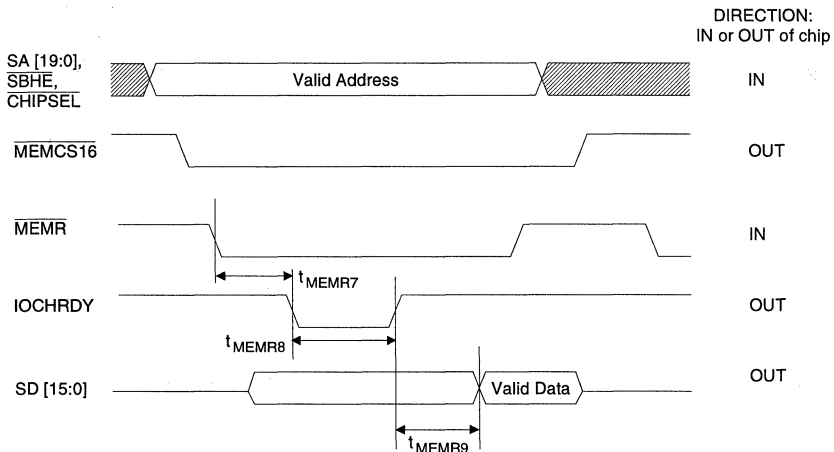 DIRECTION:
IN or OUT of chip
SA [19:0],
SBHE,
CHIPSEL
Valid Address
IN
MEMCS16
OUT
MEMR
IN
tMEMR7
IOCHRDY
OUT
tMEMR8
SD [15:0]
Valid Data
OUT
tMEMR9